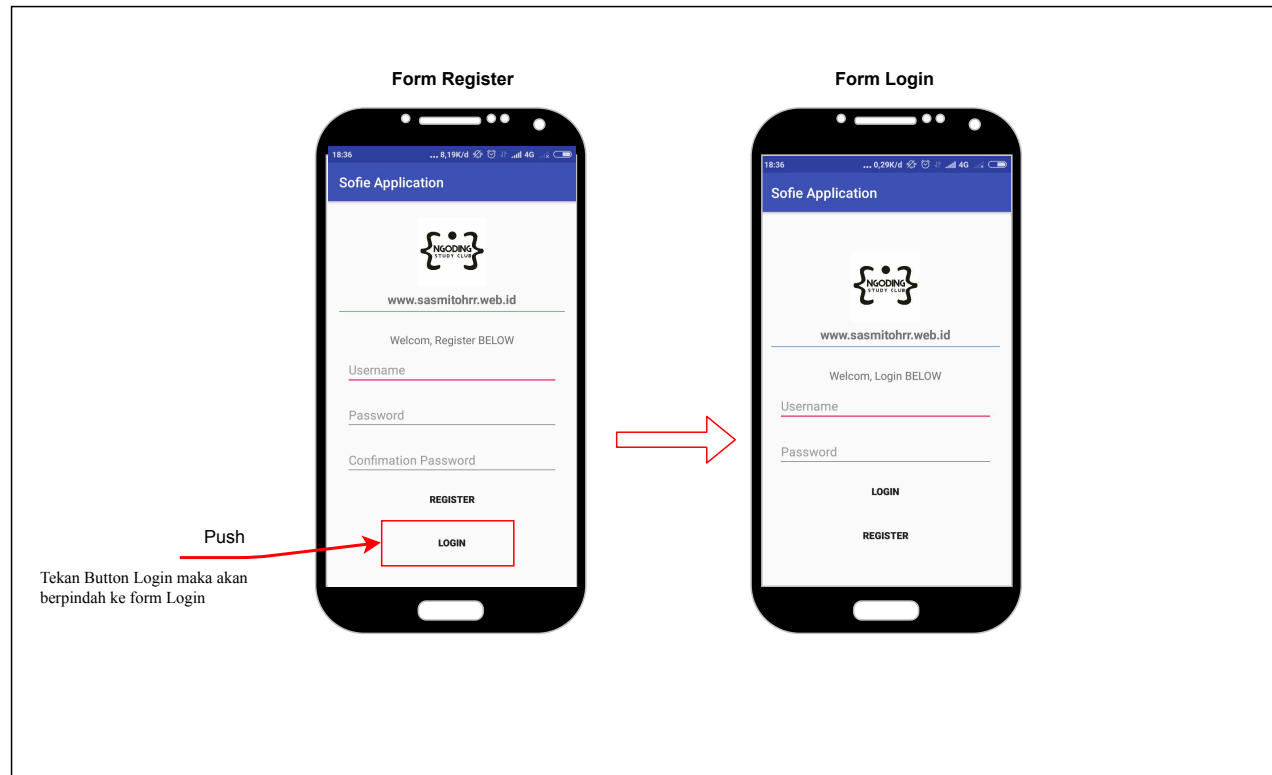 Form Register
Form Login
18:36 ... 8,19K/d 4G
Sofie Application
NGODING
STUDY CLUB
www.sasmitohrr.web.id
Welcom, Register BELOW
Username
Password
Confimation Password
REGISTER
LOGIN
Push
Tekan Button Login maka akan
berpindah ke form Login
18:36 ... 0,29K/d 4G
Sofie Application
NGODING
STUDY CLUB
www.sasmitohrr.web.id
Welcom, Login BELOW
Username
Password
LOGIN
REGISTER